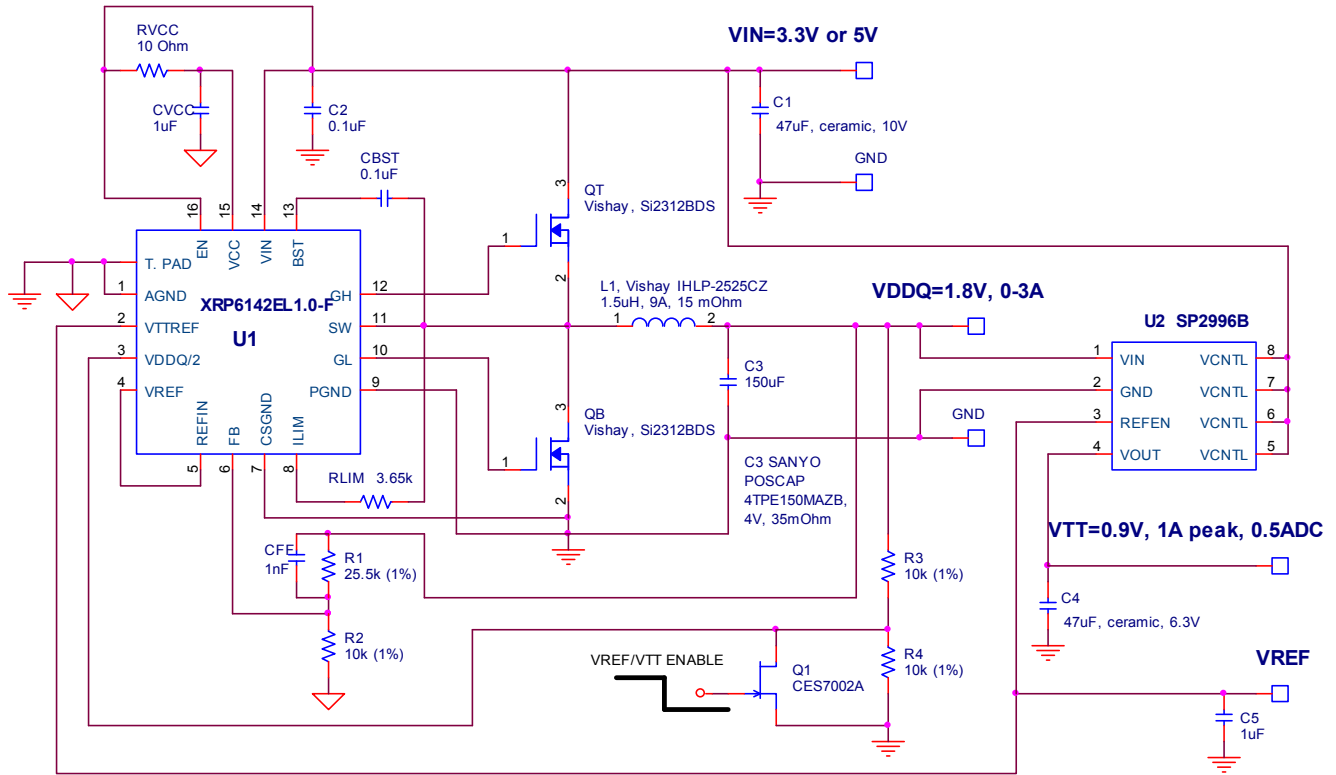 RVCC
10 Ohm
VIN=3.3V or 5V
CVCC
1uF
C2
0.1uF
C1
47uF, ceramic, 10V
GND
CBST
0.1uF
QT
Vishay, Si2312BDS
3
1
2
16
15
14
13
EN
VCC
VIN
BST
T. PAD
1
AGND
2
VTTREF
3
VDDQ/2
4
VREF
XRP6142EL1.0-F
U1
GH
12
SW
11
GL
10
PGND
9
REFIN
FB
CSGND
ILIM
5
6
7
8
L1, Vishay IHLP-2525CZ
1.5uH, 9A, 15 mOhm
1
2
VDDQ=1.8V, 0-3A
C3
150uF
GND
QB
Vishay, Si2312BDS
3
1
2
RLIM 3.65k
C3 SANYO
POSCAP
4TPE150MAZB,
4V, 35mOhm
U2 SP2996B
1
VIN
VCNTL
8
2
GND
VCNTL
7
3
REFEN
VCNTL
6
4
VOUT
VCNTL
5
VTT=0.9V, 1A peak, 0.5ADC
CFF
1nF
R1
25.5k (1%)
R2
10k (1%)
R3
10k (1%)
R4
10k (1%)
C4
47uF, ceramic, 6.3V
VREF/VTT ENABLE
Q1
CES7002A
VREF
C5
1uF